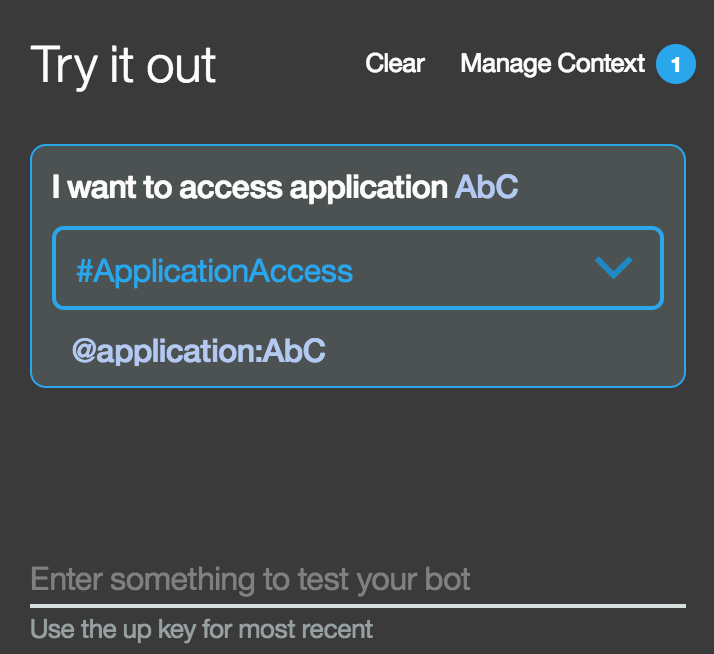 Try it out Clear Manage Context 1
I want to access application AbC
#ApplicationAccess
@application:AbC
Enter something to test your bot
Use the up key for most recent